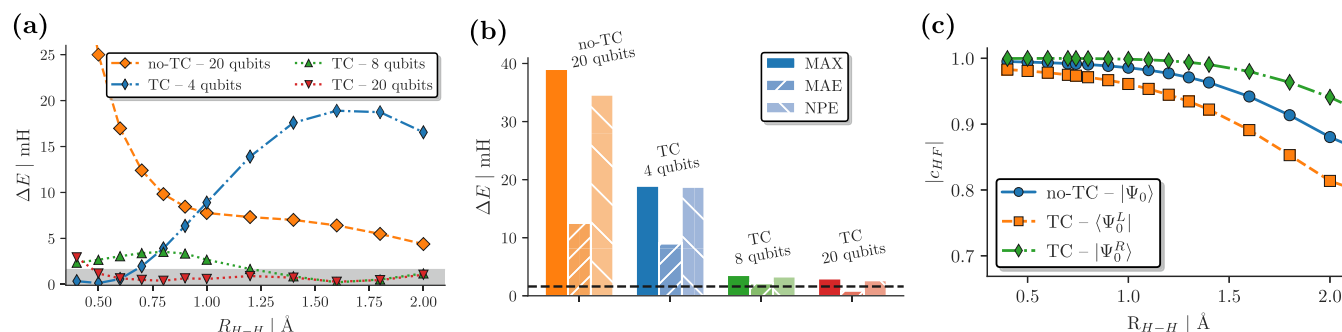 (a)
25
20
15
10
5
0
ΔE | mH
no-TC – 20 qubits
TC – 4 qubits
TC – 8 qubits
TC – 20 qubits
0.50 0.75 1.00 1.25 1.50 1.75 2.00
R_{H-H} | Å
(b)
40
30
20
10
0
ΔE | mH
no-TC
20 qubits
TC
4 qubits
TC
8 qubits
TC
20 qubits
MAX
MAE
NPE
(c)
1.0
0.9
0.8
0.7
|c_{HF}|
no-TC – |Ψ₀⟩
TC – ⟨Ψ₀ᴸ|
TC – |Ψ₀ᴿ⟩
0.5 1.0 1.5 2.0
R_{H-H} | Å